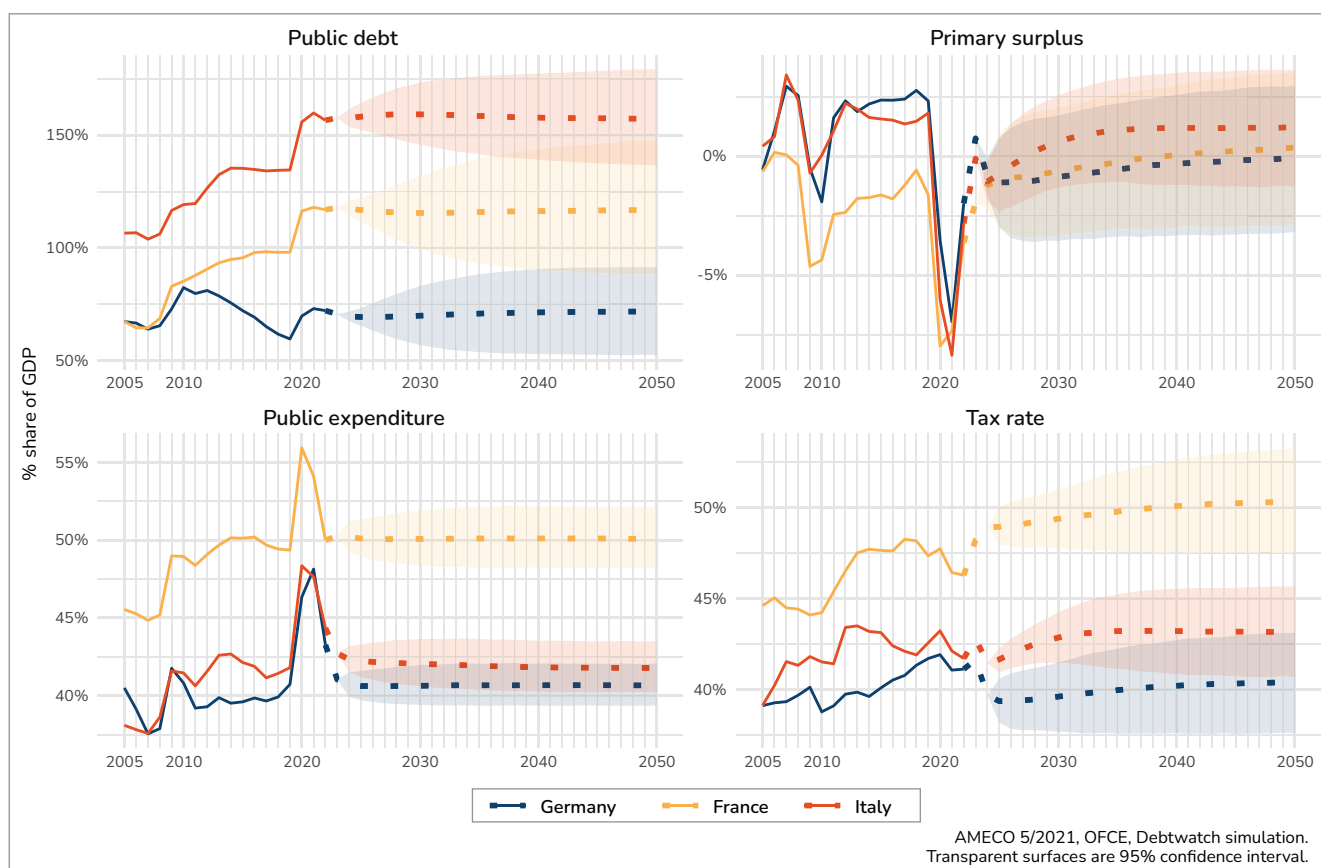 Public debt
Primary surplus
% share of GDP
150%
100%
50%
2005 2010 2020 2030 2040 2050
0%
-5%
2005 2010 2020 2030 2040 2050
Public expenditure
Tax rate
55%
50%
45%
40%
2005 2010 2020 2030 2040 2050
50%
45%
40%
2005 2010 2020 2030 2040 2050
Germany France Italy
AMECO 5/2021, OFCE, Debtwatch simulation.
Transparent surfaces are 95% confidence interval.